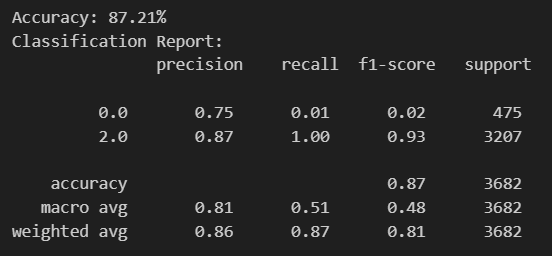 Accuracy: 87.21%
Classification Report:
precision recall f1-score support
0.0 0.75 0.01 0.02 475
2.0 0.87 1.00 0.93 3207
accuracy 0.87 3682
macro avg 0.81 0.51 0.48 3682
weighted avg 0.86 0.87 0.81 3682